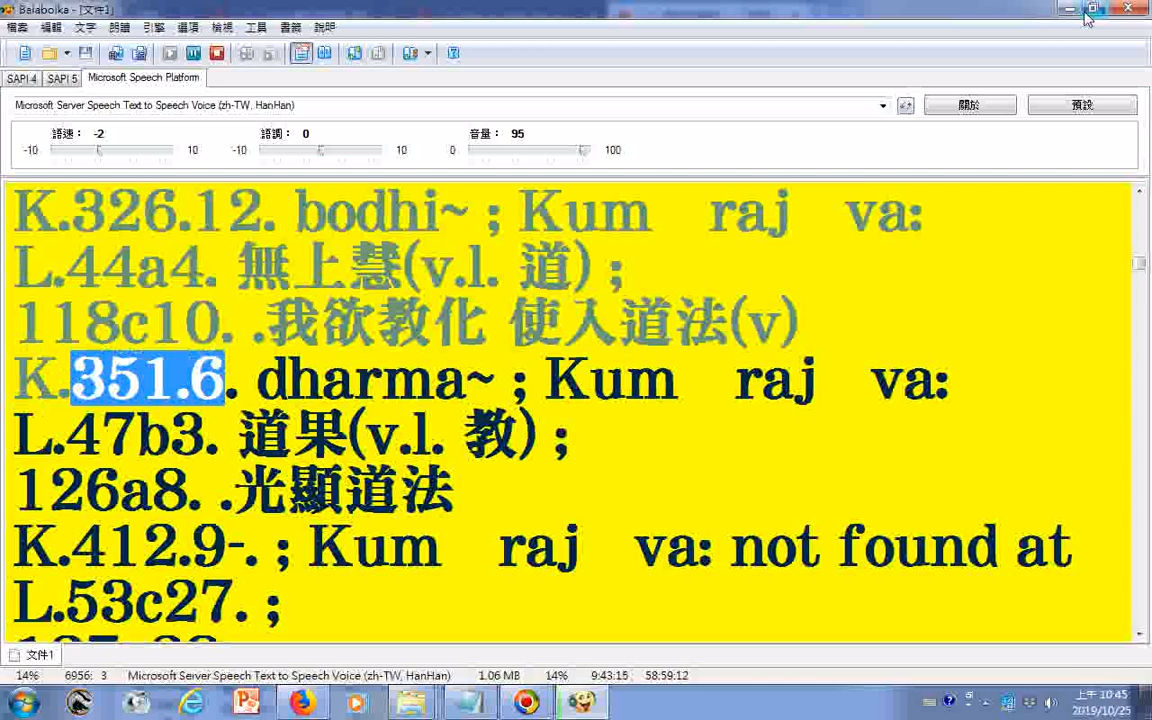 Balabolka - [文件1]
檔案 編輯 文字 朗讀 引擎 選項 檢視 工具 書籤 說明
SAPI 4 SAPI 5 Microsoft Speech Platform
Microsoft Server Speech Text to Speech Voice (zh-TW, HanHan)
關於 預設
語速： -2 語調： 0 音量： 95
-10 10 -10 10 0 100
K.326.12. bodhi~ ; Kum raj va:
L.44a4. 無上慧(v.l. 道) ;
118c10. .我欲教化 使入道法(v)
K.351.6. dharma~ ; Kum raj va:
L.47b3. 道果(v.l. 教) ;
126a8. .光顯道法
K.412.9-. ; Kum raj va: not found at
L.53c27. ;
文件1
14% 6956: 3 Microsoft Server Speech Text to Speech Voice (zh-TW, HanHan) 1.06 MB 14% 9:43:15 58:59:12
上午 10:45
2019/10/25